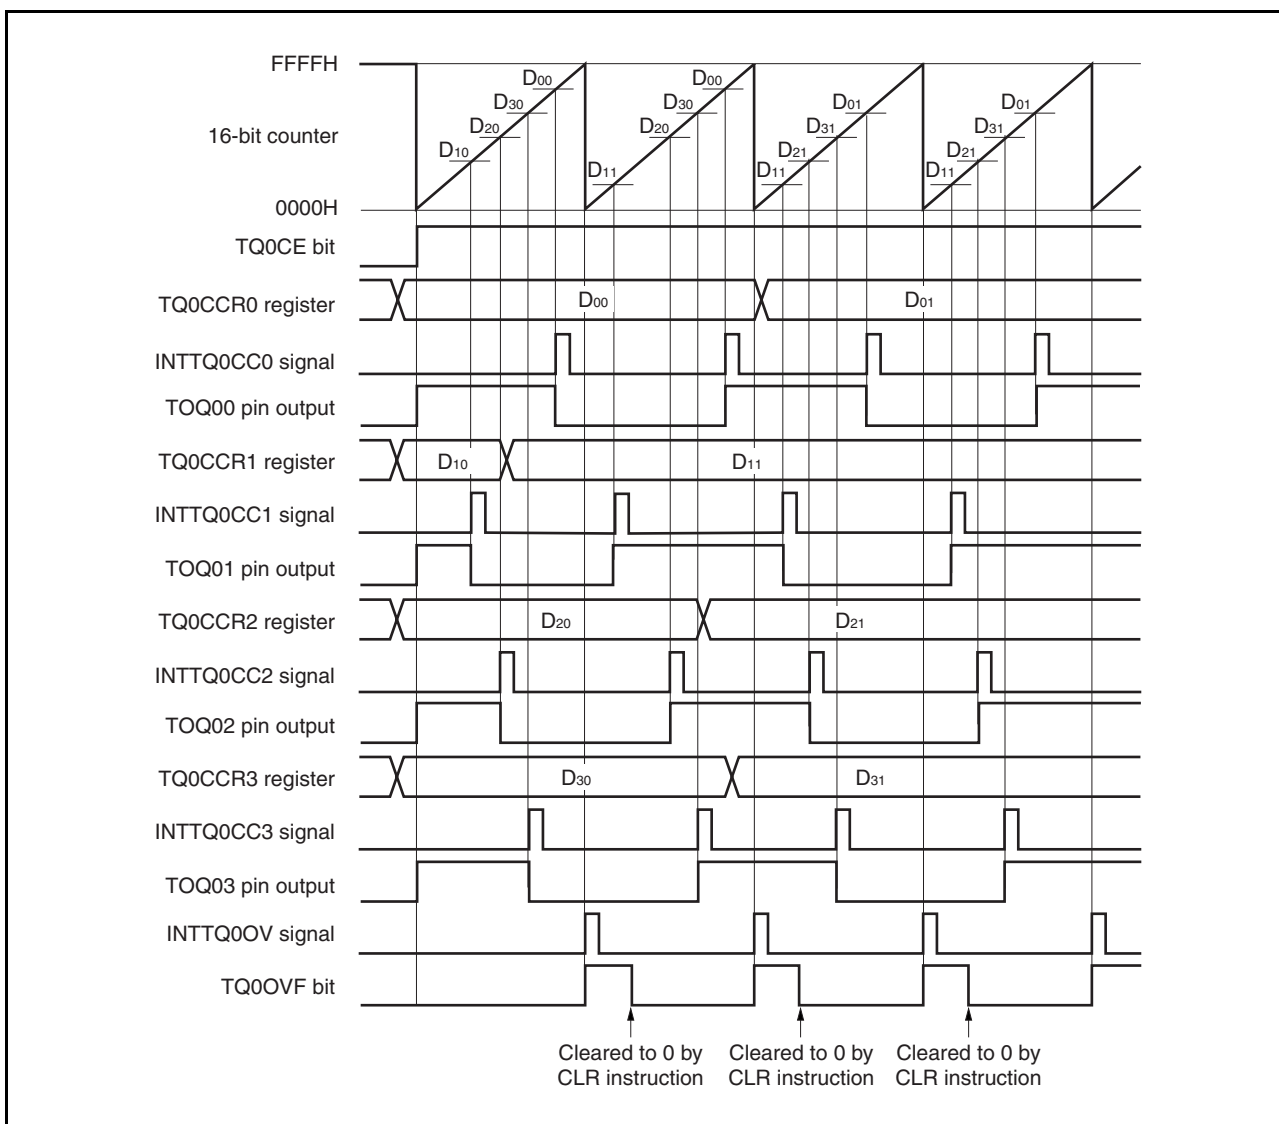 FFFFH
D00
D00
D30
D30
D01
D01
16-bit counter
D20
D20
D31
D31
D10
D21
D21
D11
D11
D11
0000H
TQ0CE bit
TQ0CCR0 register
D00
D01
INTTQ0CC0 signal
TOQ00 pin output
TQ0CCR1 register
D10
D11
INTTQ0CC1 signal
TOQ01 pin output
TQ0CCR2 register
D20
D21
INTTQ0CC2 signal
TOQ02 pin output
TQ0CCR3 register
D30
D31
INTTQ0CC3 signal
TOQ03 pin output
INTTQ0OV signal
TQ0OVF bit
Cleared to 0 by
CLR instruction
Cleared to 0 by
CLR instruction
Cleared to 0 by
CLR instruction